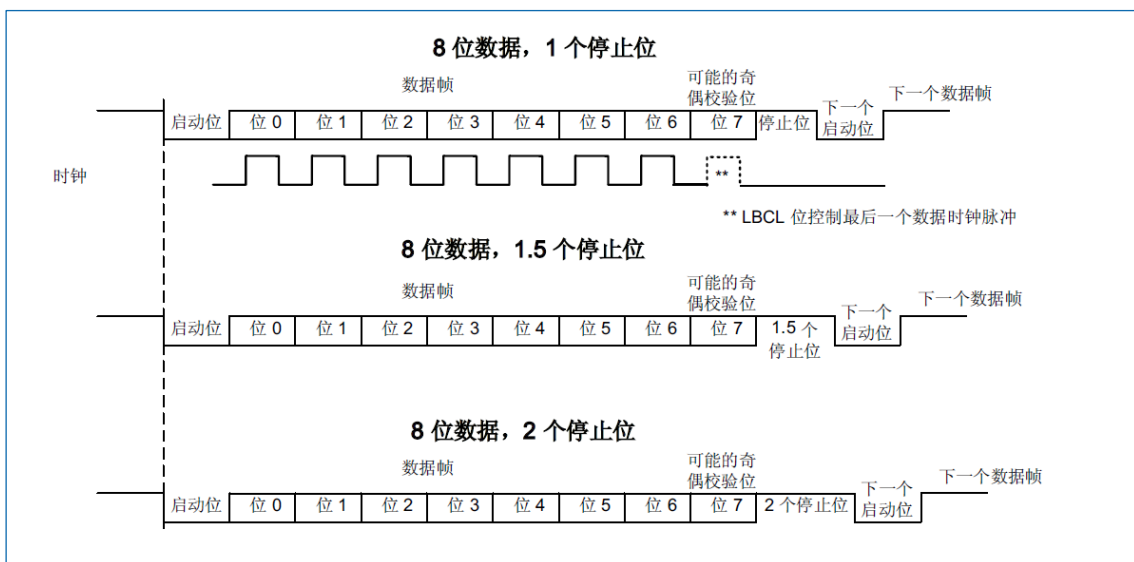 8 位数据，1 个停止位
数据帧
可能的奇
偶校验位
下一个数据帧
启动位 位 0 位 1 位 2 位 3 位 4 位 5 位 6 位 7 停止位 下一个
启动位
时钟
**
** LBCL 位控制最后一个数据时钟脉冲
8 位数据，1.5 个停止位
数据帧
可能的奇
偶校验位
下一个数据帧
启动位 位 0 位 1 位 2 位 3 位 4 位 5 位 6 位 7 1.5 个
停止位
下一个
启动位
8 位数据，2 个停止位
数据帧
可能的奇
偶校验位
下一个数据帧
启动位 位 0 位 1 位 2 位 3 位 4 位 5 位 6 位 7 2 个停止位 下一个
启动位